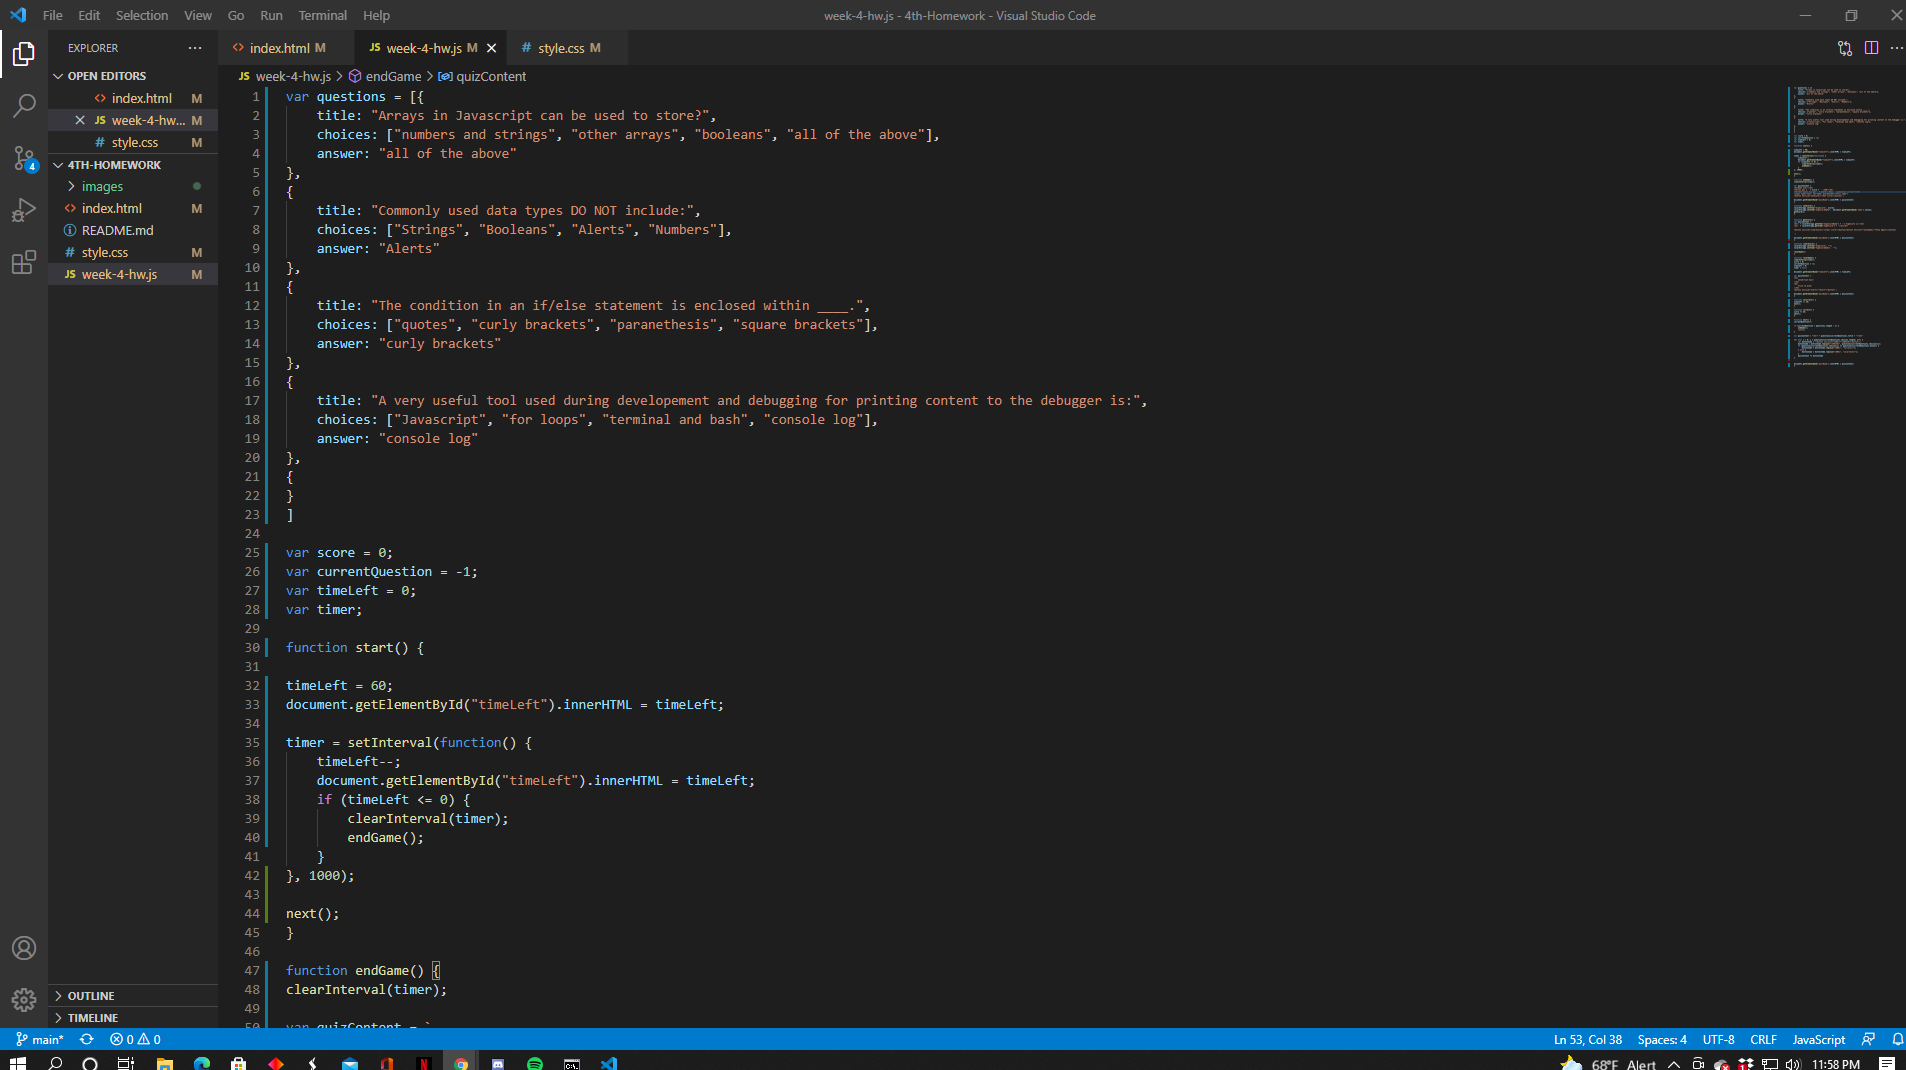 File Edit Selection View Go Run Terminal Help
week-4-hw.js - 4th-Homework - Visual Studio Code
EXPLORER
OPEN EDITORS
index.html M
week-4-hw... M
style.css M
4TH-HOMEWORK
images
index.html M
README.md
style.css M
JS week-4-hw.js M
OUTLINE
TIMELINE
index.html M
JS week-4-hw.js M
# style.css M
JS week-4-hw.js > endGame > quizContent
1 var questions = [{
2 title: "Arrays in Javascript can be used to store?",
3 choices: ["numbers and strings", "other arrays", "booleans", "all of the above"],
4 answer: "all of the above"
5 },
6 {
7 title: "Commonly used data types DO NOT include:",
8 choices: ["Strings", "Booleans", "Alerts", "Numbers"],
9 answer: "Alerts"
10 },
11 {
12 title: "The condition in an if/else statement is enclosed within ____.",
13 choices: ["quotes", "curly brackets", "paranethesis", "square brackets"],
14 answer: "curly brackets"
15 },
16 {
17 title: "A very useful tool used during developement and debugging for printing content to the debugger is:",
18 choices: ["Javascript", "for loops", "terminal and bash", "console log"],
19 answer: "console log"
20 },
21 {
22 }
23 ]
24
25 var score = 0;
26 var currentQuestion = -1;
27 var timeLeft = 0;
28 var timer;
29
30 function start() {
31
32 timeLeft = 60;
33 document.getElementById("timeLeft").innerHTML = timeLeft;
34
35 timer = setInterval(function() {
36 timeLeft--;
37 document.getElementById("timeLeft").innerHTML = timeLeft;
38 if (timeLeft <= 0) {
39 clearInterval(timer);
40 endGame();
41 }
42 }, 1000);
43
44 next();
45 }
46
47 function endGame() {
48 clearInterval(timer);
49
50 var quizContent = `
main* 0 0
Ln 53, Col 38 Spaces: 4 UTF-8 CRLF JavaScript
68°F Alert 11:58 PM